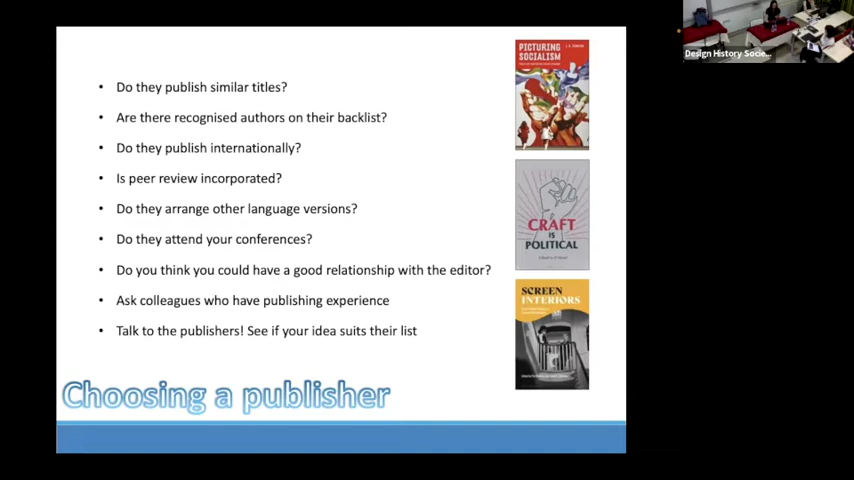 • Do they publish similar titles?
• Are there recognised authors on their backlist?
• Do they publish internationally?
• Is peer review incorporated?
• Do they arrange other language versions?
• Do they attend your conferences?
• Do you think you could have a good relationship with the editor?
• Ask colleagues who have publishing experience
• Talk to the publishers! See if your idea suits their list
Choosing a publisher
PICTURING
SOCIALISM
CRAFT
IS
POLITICAL
SCREEN
INTERIORS
Design History Socie...